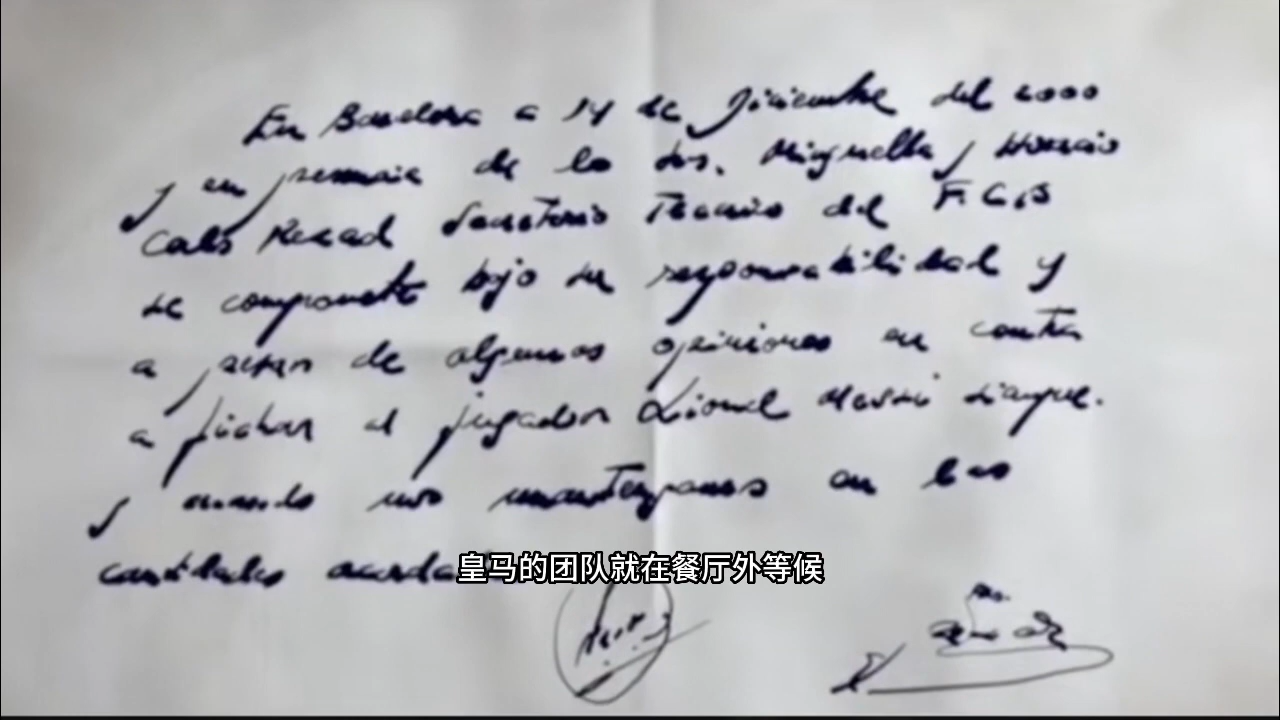 En Barcelona a 14 de Diciembre del 2000
y en presencia de los Srs. Minguella y Horacio
Carles Rexach Secretario Técnico del F.C.B
se compromete bajo su responsabilidad y
a pesar de algunas opiniones en contra
a fichar al jugador Lionel Messi siempre
y cuando nos mantengamos en las
cantidades acordadas
皇马的团队就在餐厅外等候